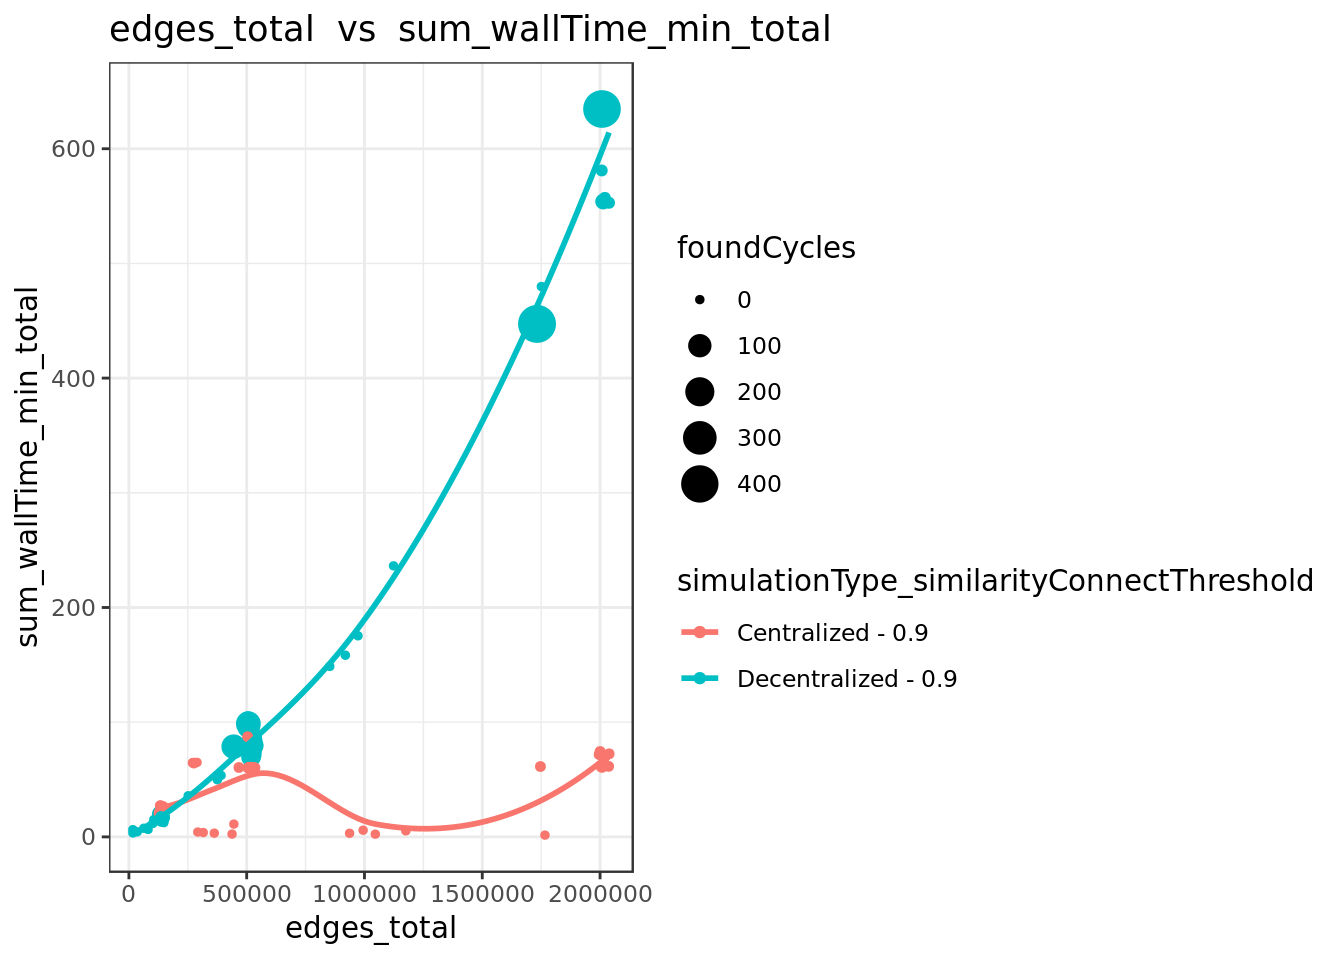 edges_total  vs  sum_wallTime_min_total
sum_wallTime_min_total
600
400
200
0
0
500000
1000000
1500000
2000000
edges_total
foundCycles
0
100
200
300
400
simulationType_similarityConnectThreshold
Centralized - 0.9
Decentralized - 0.9